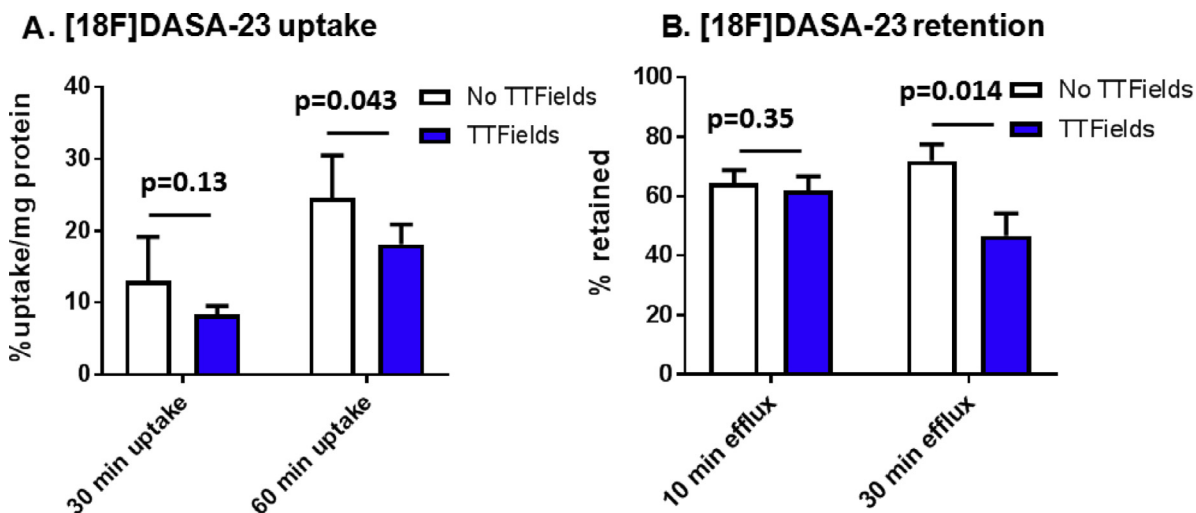 A. [18F]DASA-23 uptake
%uptake/mg protein
40
30
20
10
0
p=0.13
p=0.043
No TTFields
TTFields
30 min uptake
60 min uptake
B. [18F]DASA-23 retention
% retained
100
80
60
40
20
0
p=0.35
p=0.014
No TTFields
TTFields
10 min efflux
30 min efflux